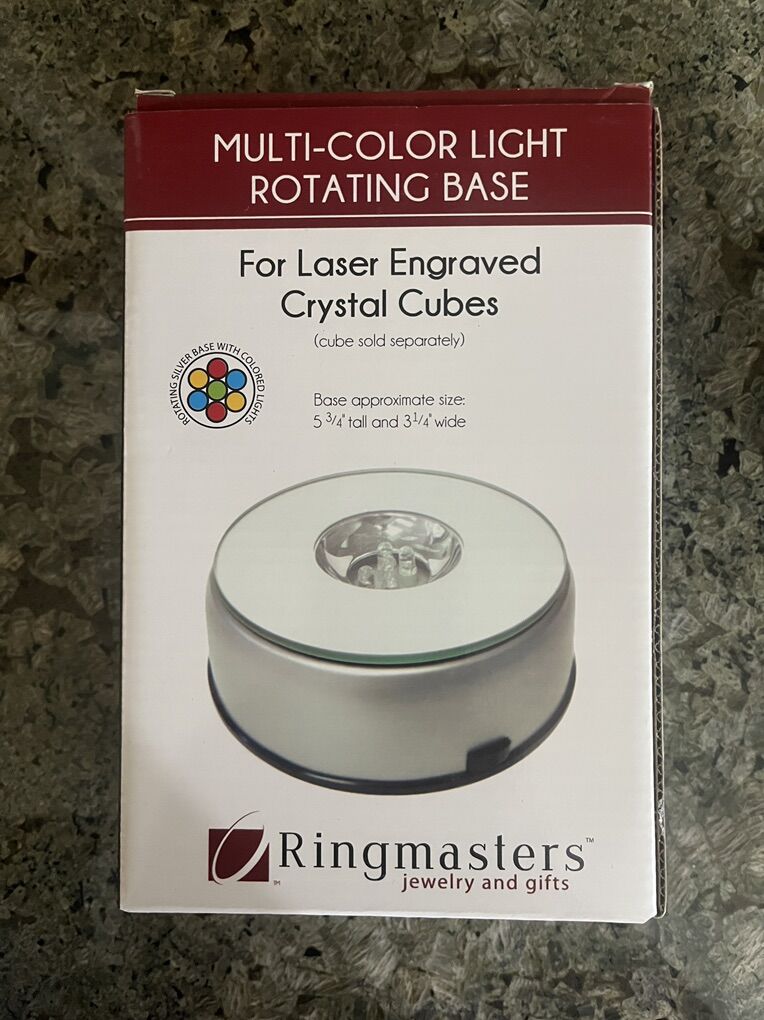 MULTI-COLOR LIGHT
ROTATING BASE
For Laser Engraved
Crystal Cubes
(cube sold separately)
ROTATING SILVER BASE WITH COLORED LIGHTS
Base approximate size:
5 3/4" tall and 3 1/4" wide
Ringmasters™
jewelry and gifts
TM